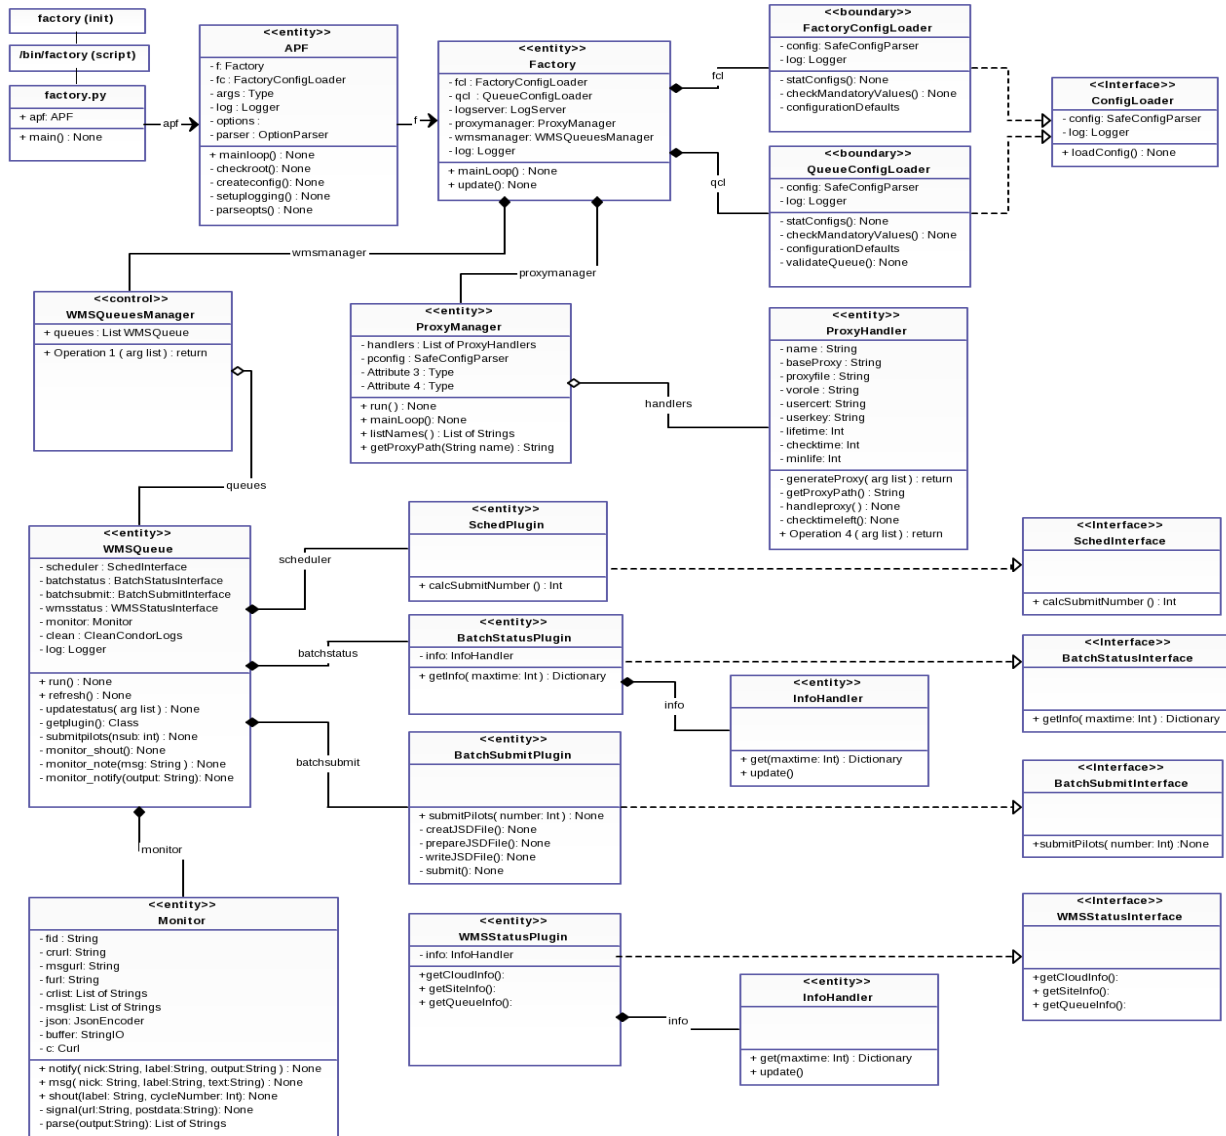 factory (init)
/bin/factory (script)
factory.py
+ apf: APF
+ main() : None
apf
<<entity>>
APF
- f: Factory
- fc : FactoryConfigLoader
- args : Type
- log : Logger
- options :
- parser : OptionParser
+ mainloop() : None
- checkroot(): None
- createconfig(): None
- setuplogging() : None
- parseopts() : None
f
<<entity>>
Factory
- fcl : FactoryConfigLoader
- qcl : QueueConfigLoader
- logserver: LogServer
- proxymanager: ProxyManager
- wmsmanager: WMSQueuesManager
- log: Logger
+ mainLoop() : None
+ update(): None
fcl
qcl
<<boundary>>
FactoryConfigLoader
- config: SafeConfigParser
- log: Logger
- statConfigs(): None
- checkMandatoryValues() : None
- configurationDefaults
<<boundary>>
QueueConfigLoader
- config: SafeConfigParser
- log: Logger
- statConfigs(): None
- checkMandatoryValues() : None
- configurationDefaults
- validateQueue(): None
<<Interface>>
ConfigLoader
- config: SafeConfigParser
- log: Logger
+ loadConfig() : None
wmsmanager
proxymanager
<<control>>
WMSQueuesManager
+ queues : List WMSQueue
+ Operation 1 ( arg list ) : return
queues
<<entity>>
ProxyManager
- handlers : List of ProxyHandlers
- pconfig : SafeConfigParser
- Attribute 3 : Type
- Attribute 4 : Type
+ run( ) : None
+ mainLoop(): None
+ listNames( ) : List of Strings
+ getProxyPath(String name) : String
handlers
<<entity>>
ProxyHandler
- name : String
- baseProxy : String
- proxyfile : String
- vorole : String
- usercert: String
- userkey: String
- lifetime: Int
- checktime: Int
- minlife: Int
- generateProxy( arg list ) : return
- getProxyPath() : String
- handleproxy( ) : None
- checktimeleft(): None
+ Operation 4 ( arg list ) : return
<<entity>>
WMSQueue
- scheduler : SchedInterface
- batchstatus : BatchStatusInterface
- batchsubmit:: BatchSubmitInterface
- wmsstatus : WMSStatusInterface
- monitor: Monitor
- clean : CleanCondorLogs
- log: Logger
+ run() : None
+ refresh() : None
- updatestatus( arg list ) : None
- getplugin(): Class
- submitpilots(nsub: int) : None
- monitor_shout(): None
- monitor_note(msg: String ) : None
- monitor_notify(output: String): None
scheduler
batchstatus
batchsubmit
monitor
<<entity>>
SchedPlugin
+ calcSubmitNumber () : Int
<<Interface>>
SchedInterface
+ calcSubmitNumber () : Int
<<entity>>
BatchStatusPlugin
- info: InfoHandler
+ getInfo( maxtime: Int ) : Dictionary
info
<<entity>>
InfoHandler
+ get(maxtime: Int) : Dictionary
+ update()
<<Interface>>
BatchStatusInterface
+ getInfo( maxtime: Int ) : Dictionary
<<entity>>
BatchSubmitPlugin
+ submitPilots( number: Int ) : None
- creatJSDFile(): None
- prepareJSDFile(): None
- writeJSDFile(): None
- submit(): None
<<Interface>>
BatchSubmitInterface
+submitPilots( number: Int) :None
<<entity>>
Monitor
- fid : String
- crurl: String
- msgurl: String
- furl: String
- crlist: List of Strings
- msglist: List of Strings
- json: JsonEncoder
- buffer: StringIO
- c: Curl
+ notify( nick:String, label:String, output:String ) : None
+ msg( nick: String, label:String, text:String) : None
+ shout(label: String, cycleNumber: Int): None
- signal(url:String, postdata:String): None
- parse(output:String): List of Strings
<<entity>>
WMSStatusPlugin
- info: InfoHandler
+getCloudInfo():
+ getSiteInfo():
+ getQueueInfo():
info
<<entity>>
InfoHandler
+ get(maxtime: Int) : Dictionary
+ update()
<<Interface>>
WMSStatusInterface
+getCloudInfo():
+ getSiteInfo():
+ getQueueInfo():